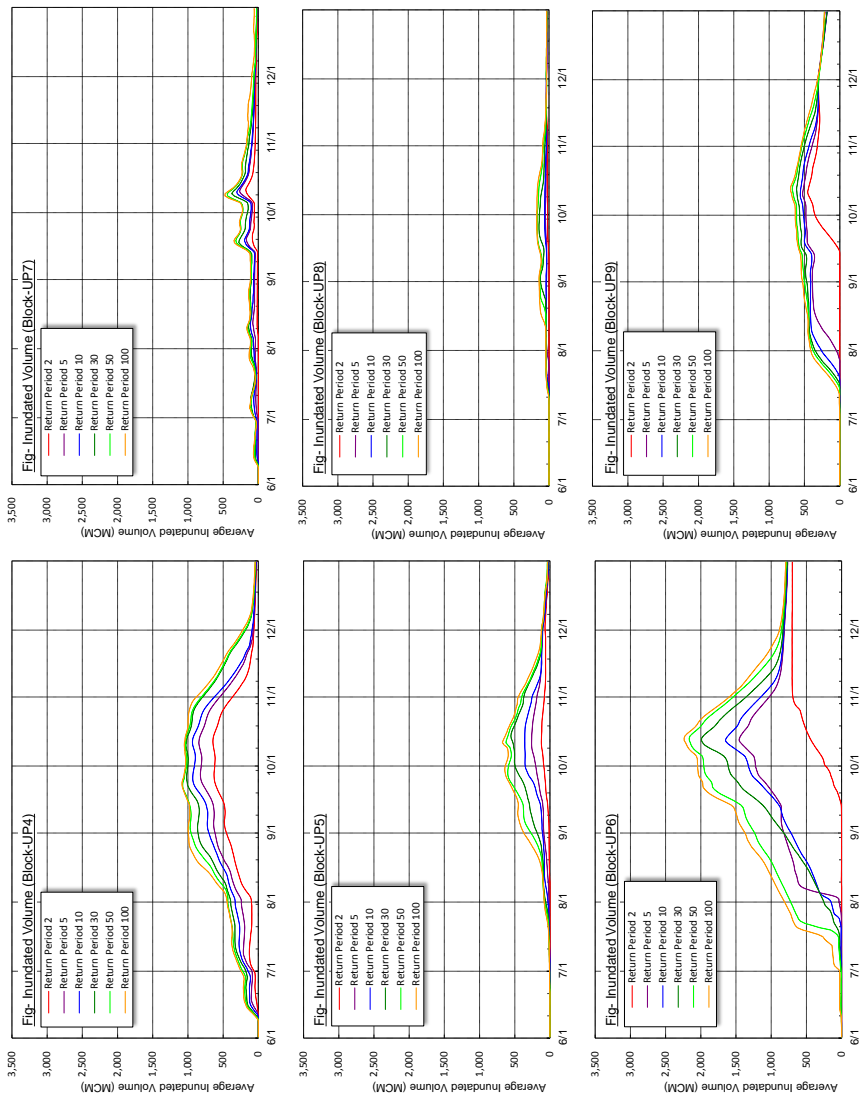 Fig- Inundated Volume (Block-UP4)
Average Inundated Volume (MCM)
3,500
3,000
2,500
2,000
1,500
1,000
500
0
Return Period 2
Return Period 5
Return Period 10
Return Period 30
Return Period 50
Return Period 100
6/1 7/1 8/1 9/1 10/1 11/1 12/1
Fig- Inundated Volume (Block-UP5)
Average Inundated Volume (MCM)
3,500
3,000
2,500
2,000
1,500
1,000
500
0
Return Period 2
Return Period 5
Return Period 10
Return Period 30
Return Period 50
Return Period 100
6/1 7/1 8/1 9/1 10/1 11/1 12/1
Fig- Inundated Volume (Block-UP6)
Average Inundated Volume (MCM)
3,500
3,000
2,500
2,000
1,500
1,000
500
0
Return Period 2
Return Period 5
Return Period 10
Return Period 30
Return Period 50
Return Period 100
6/1 7/1 8/1 9/1 10/1 11/1 12/1
Fig- Inundated Volume (Block-UP7)
Average Inundated Volume (MCM)
3,500
3,000
2,500
2,000
1,500
1,000
500
0
Return Period 2
Return Period 5
Return Period 10
Return Period 30
Return Period 50
Return Period 100
6/1 7/1 8/1 9/1 10/1 11/1 12/1
Fig- Inundated Volume (Block-UP8)
Average Inundated Volume (MCM)
3,500
3,000
2,500
2,000
1,500
1,000
500
0
Return Period 2
Return Period 5
Return Period 10
Return Period 30
Return Period 50
Return Period 100
6/1 7/1 8/1 9/1 10/1 11/1 12/1
Fig- Inundated Volume (Block-UP9)
Average Inundated Volume (MCM)
3,500
3,000
2,500
2,000
1,500
1,000
500
0
Return Period 2
Return Period 5
Return Period 10
Return Period 30
Return Period 50
Return Period 100
6/1 7/1 8/1 9/1 10/1 11/1 12/1